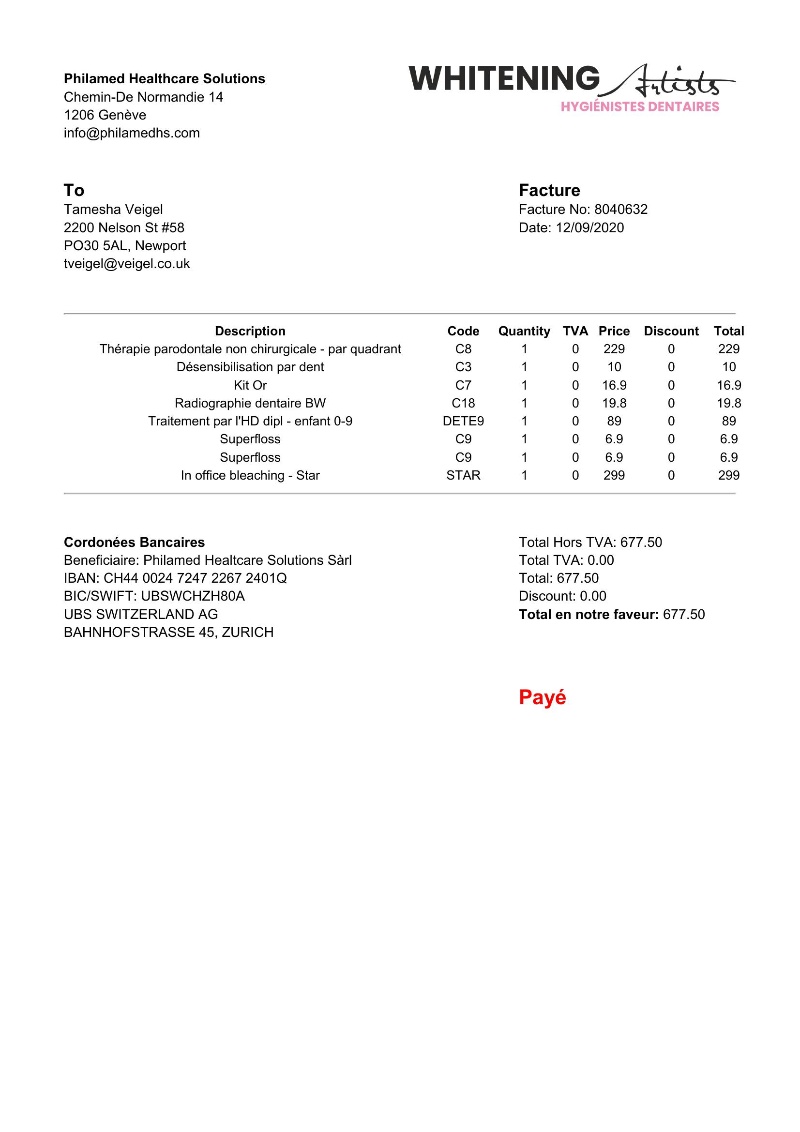 Philamed Healthcare Solutions
Chemin-De Normandie 14
1206 Genève
info@philamedhs.com
WHITENING Artists
HYGIÉNISTES DENTAIRES
To
Tamesha Veigel
2200 Nelson St #58
PO30 5AL, Newport
tveigel@veigel.co.uk
Facture
Facture No: 8040632
Date: 12/09/2020
Description Code Quantity TVA Price Discount Total
Thérapie parodontale non chirurgicale - par quadrant C8 1 0 229 0 229
Désensibilisation par dent C3 1 0 10 0 10
Kit Or C7 1 0 16.9 0 16.9
Radiographie dentaire BW C18 1 0 19.8 0 19.8
Traitement par l'HD dipl - enfant 0-9 DETE9 1 0 89 0 89
Superfloss C9 1 0 6.9 0 6.9
Superfloss C9 1 0 6.9 0 6.9
In office bleaching - Star STAR 1 0 299 0 299
Cordonées Bancaires
Beneficiaire: Philamed Healtcare Solutions Sàrl
IBAN: CH44 0024 7247 2267 2401Q
BIC/SWIFT: UBSWCHZH80A
UBS SWITZERLAND AG
BAHNHOFSTRASSE 45, ZURICH
Total Hors TVA: 677.50
Total TVA: 0.00
Total: 677.50
Discount: 0.00
Total en notre faveur: 677.50
Payé